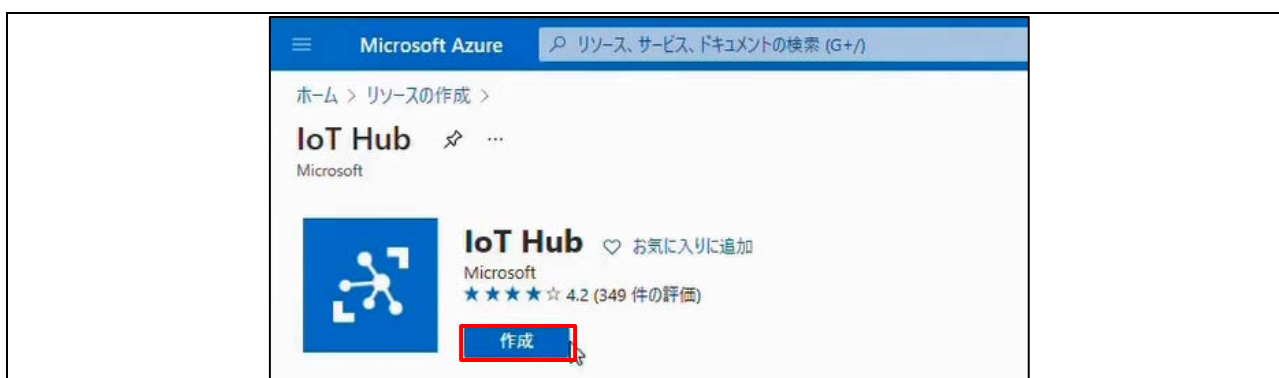 Microsoft Azure
リソース、サービス、ドキュメントの検索 (G+/)
ホーム > リソースの作成 >
IoT Hub ...
Microsoft
IoT Hub ♡ お気に入りに追加
Microsoft
★★★★☆ 4.2 (349 件の評価)
作成